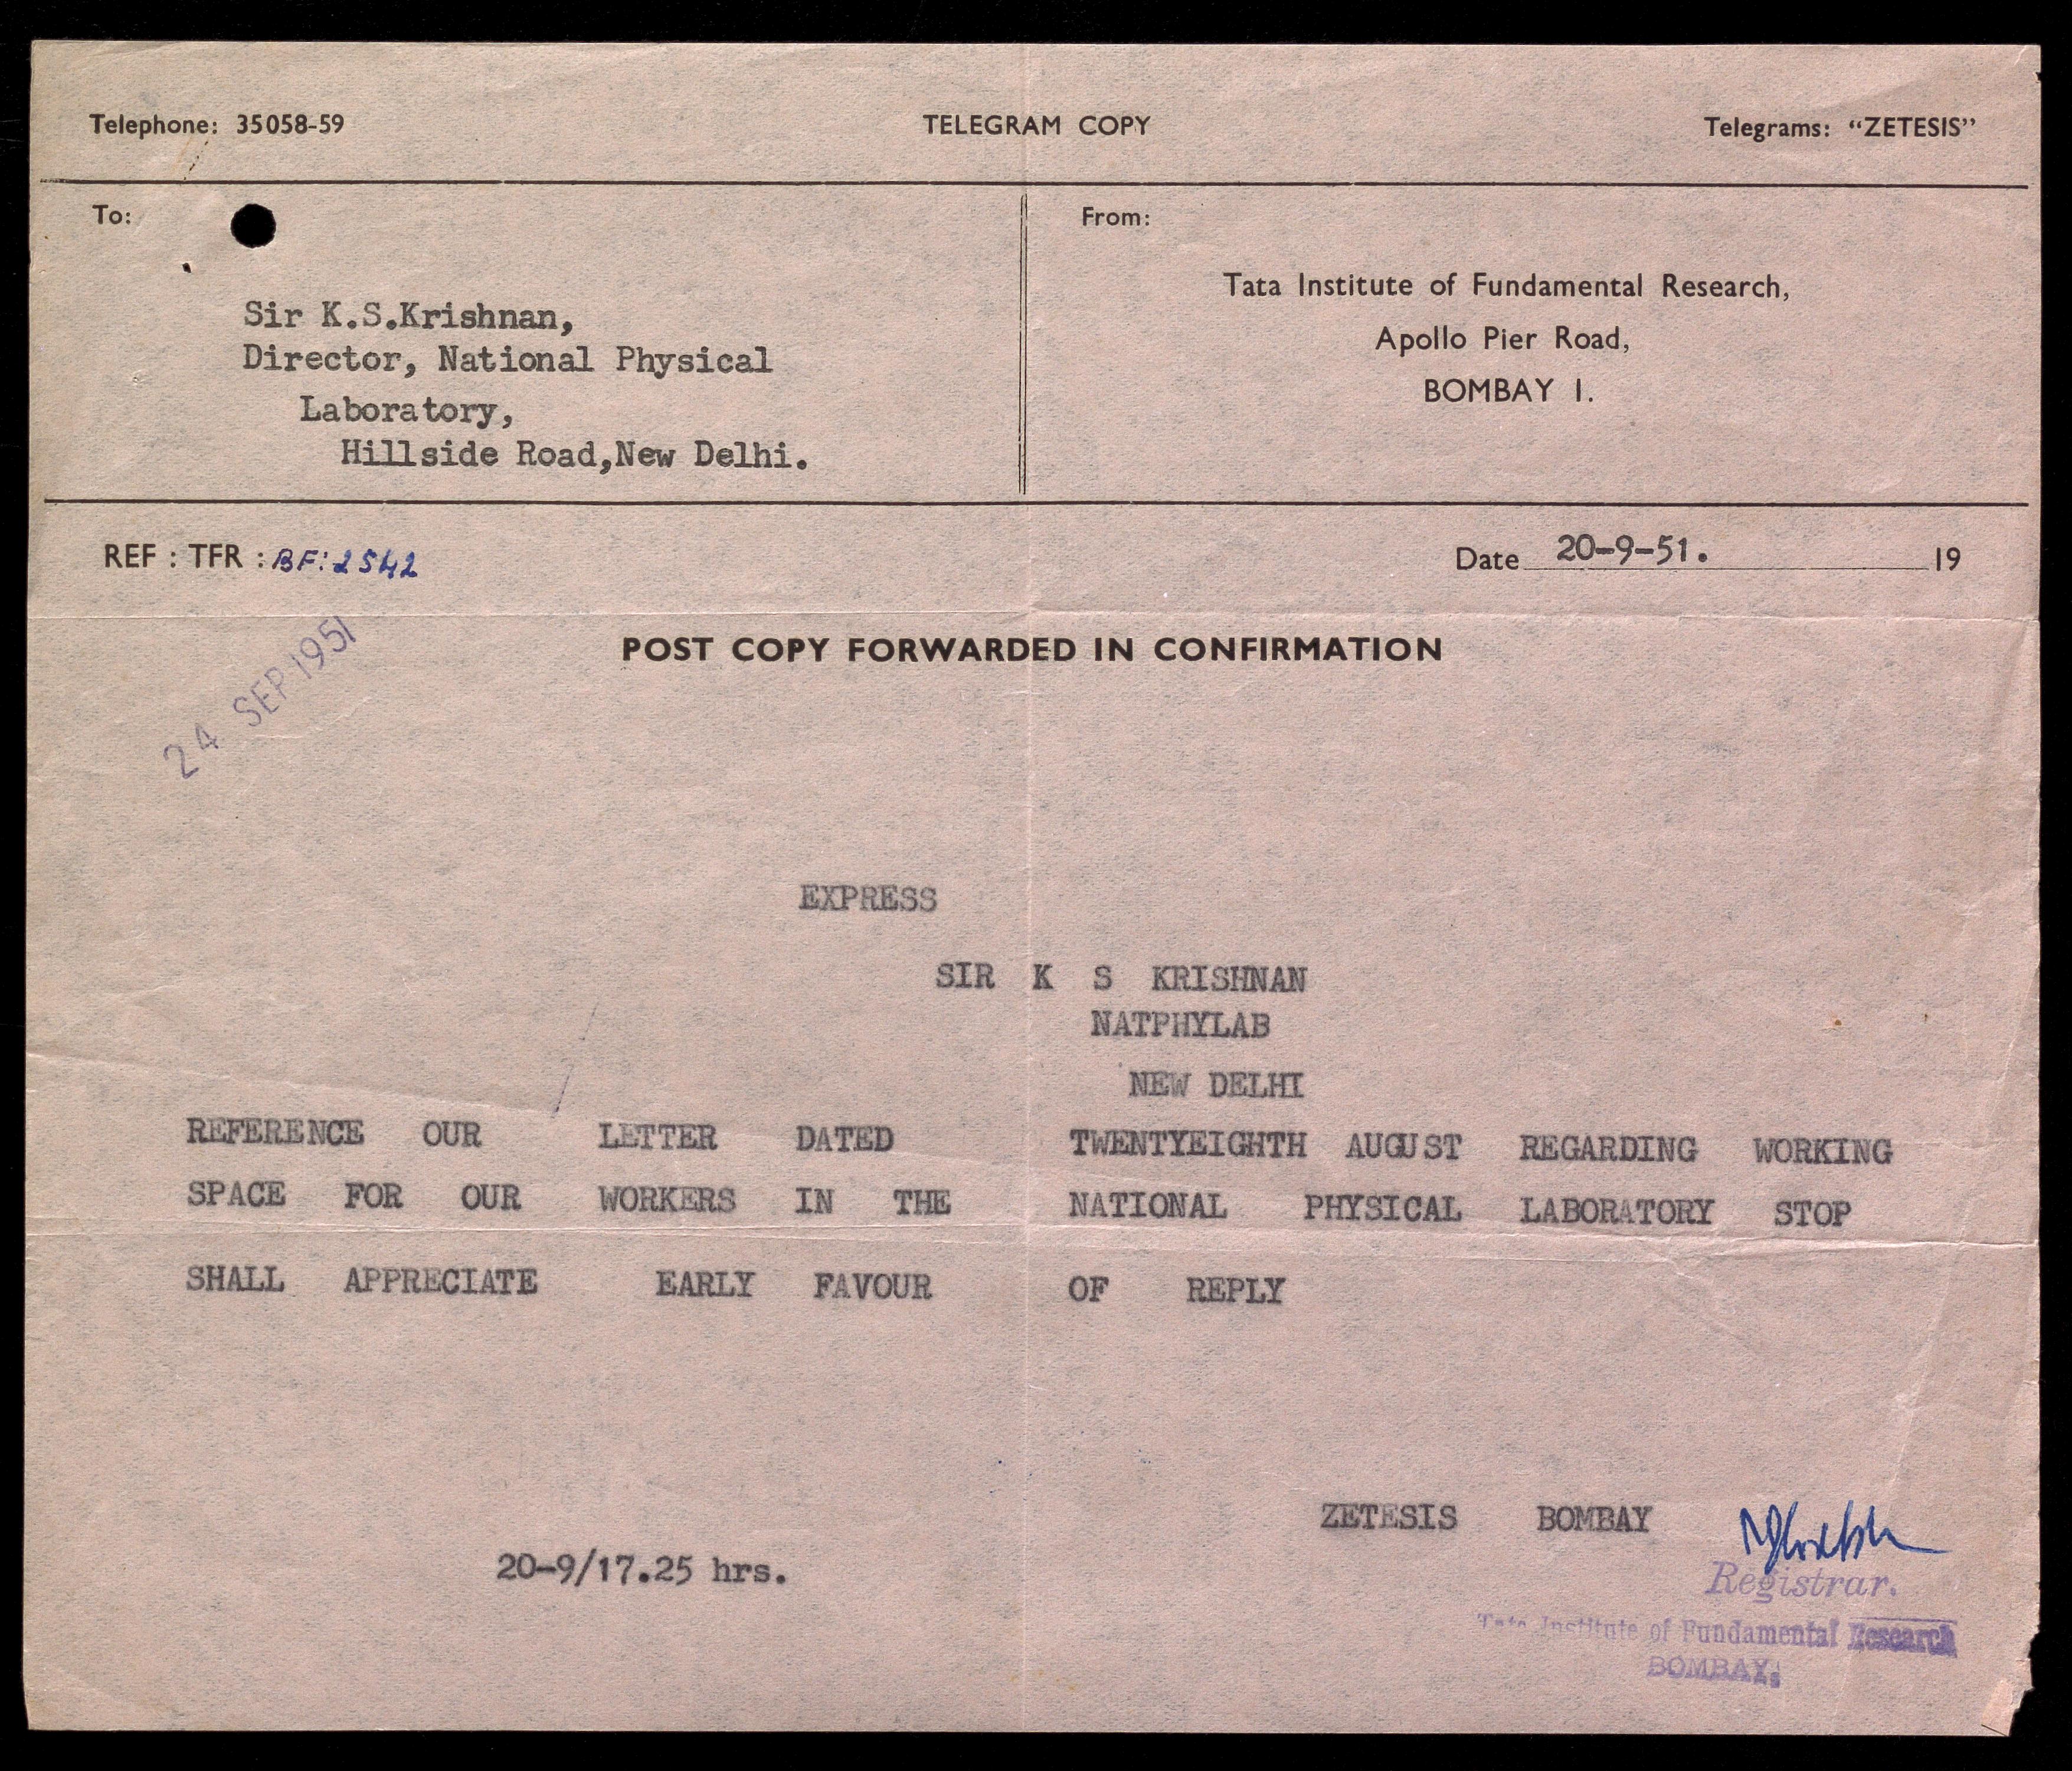 Telephone: 35058-59
TELEGRAM COPY
Telegrams: "ZETESIS"
To:
Sir K.S.Krishnan,
Director, National Physical
Laboratory,
Hillside Road,New Delhi.
From:
Tata Institute of Fundamental Research,
Apollo Pier Road,
BOMBAY 1.
REF : TFR : BF: 2542
Date 20-9-51. 19
24 SEP 1951
POST COPY FORWARDED IN CONFIRMATION
EXPRESS
SIR K S KRISHNAN
NATPHYLAB
NEW DELHI
REFERENCE OUR LETTER DATED TWENTYEIGHTH AUGUST REGARDING WORKING
SPACE FOR OUR WORKERS IN THE NATIONAL PHYSICAL LABORATORY STOP
SHALL APPRECIATE EARLY FAVOUR OF REPLY
ZETESIS BOMBAY
20-9/17.25 hrs.
Registrar.
Tata Institute of Fundamental Research
BOMBAY.